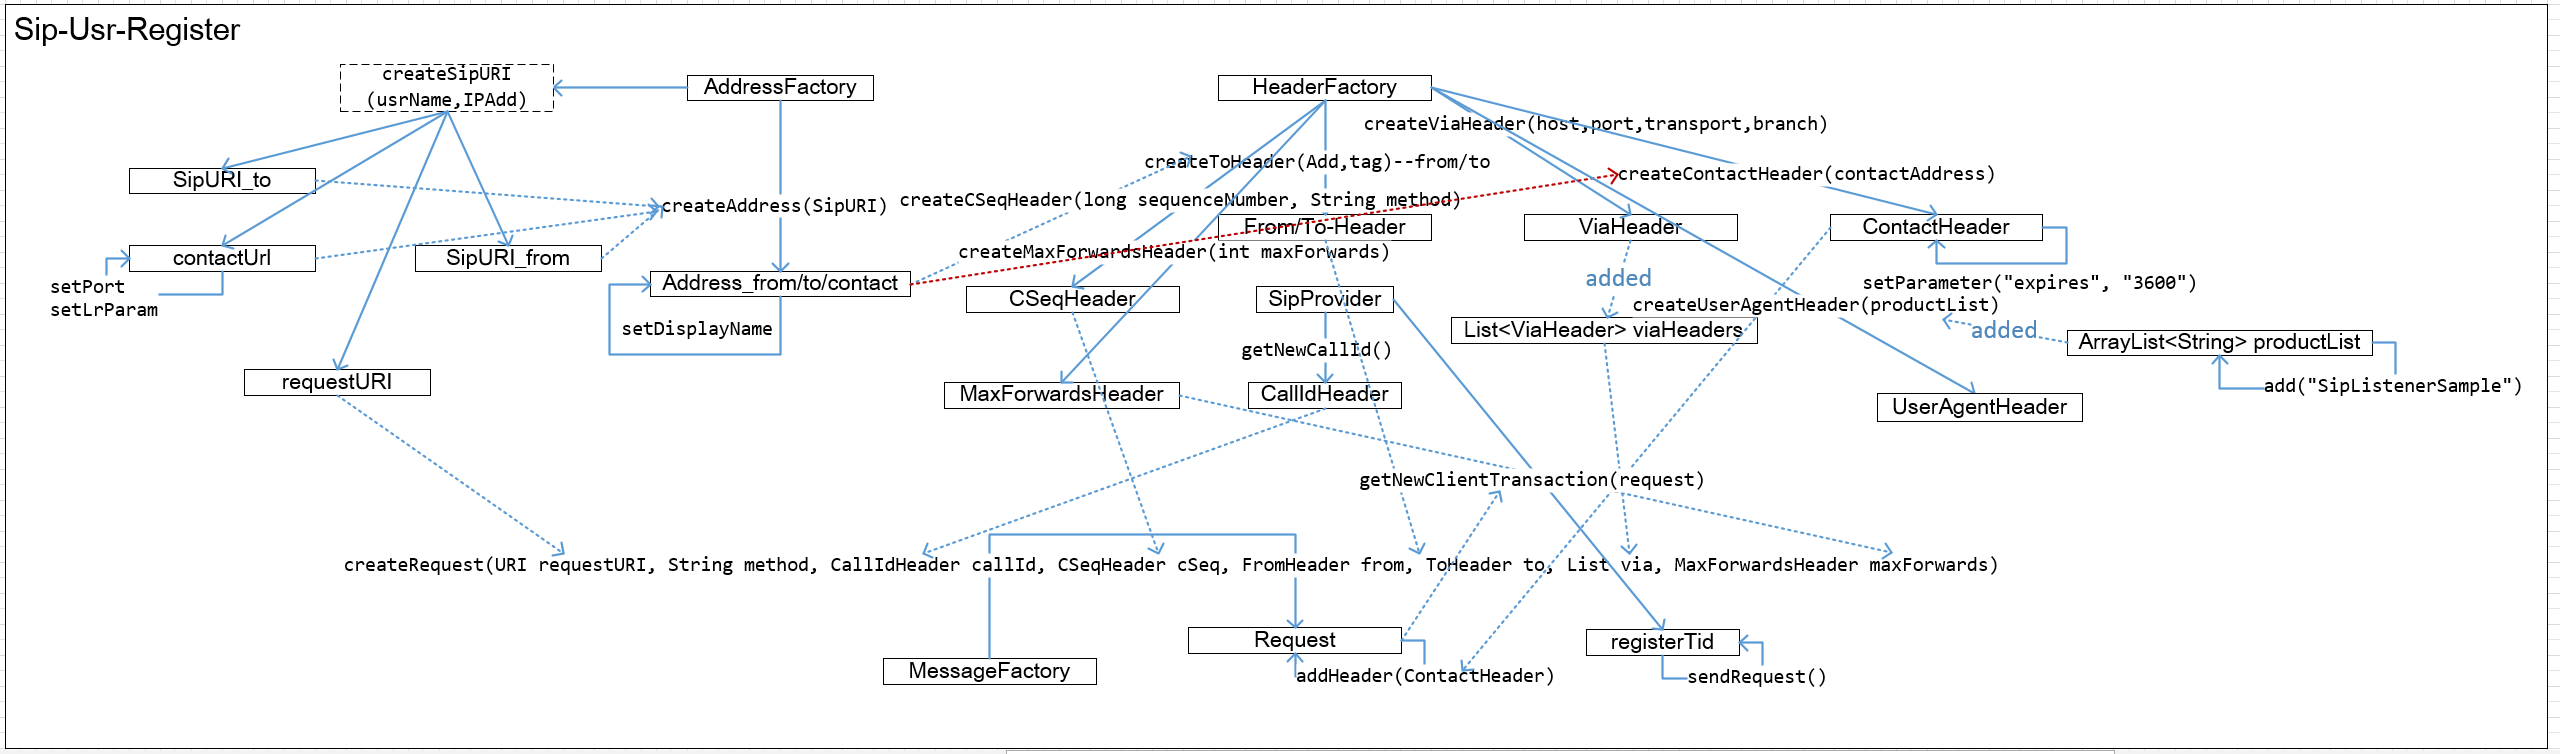 Sip-Usr-Register
createSipURI
(usrName,IPAdd)
AddressFactory
HeaderFactory
createViaHeader(host,port,transport,branch)
createToHeader(Add,tag)--from/to
createContactHeader(contactAddress)
SipURI_to
createAddress(SipURI)
createCSeqHeader(long sequenceNumber, String method)
From/To-Header
ViaHeader
ContactHeader
contactUrl
SipURI_from
createMaxForwardsHeader(int maxForwards)
setPort
setLrParam
Address_from/to/contact
added
setParameter("expires", "3600")
CSeqHeader
SipProvider
createUserAgentHeader(productList)
setDisplayName
List<ViaHeader> viaHeaders
added
ArrayList<String> productList
getNewCallId()
requestURI
MaxForwardsHeader
CallIdHeader
add("SipListenerSample")
UserAgentHeader
getNewClientTransaction(request)
createRequest(URI requestURI, String method, CallIdHeader callId, CSeqHeader cSeq, FromHeader from, ToHeader to, List via, MaxForwardsHeader maxForwards)
Request
registerTid
MessageFactory
addHeader(ContactHeader)
sendRequest()